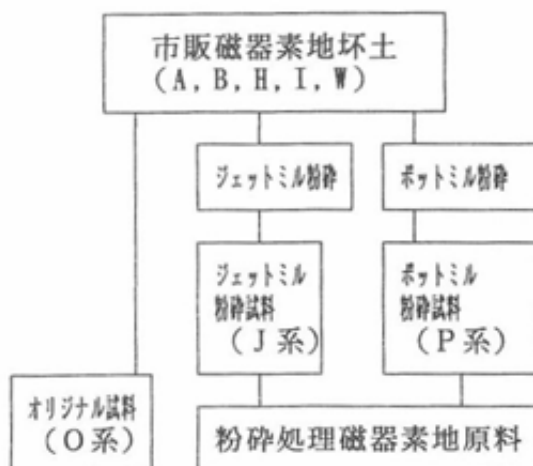 市販磁器素地坏土
(A, B, H, I, W)
ジェットミル粉砕
ポットミル粉砕
ジェットミル
粉砕試料
(J系)
ポットミル
粉砕試料
(P系)
オリジナル試料
(O系)
粉砕処理磁器素地原料